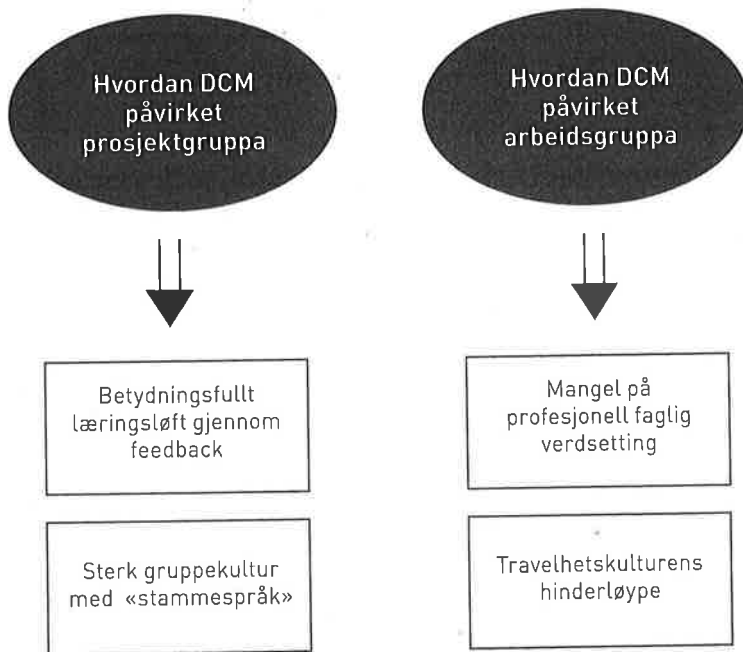 Hvordan DCM
påvirket
prosjektgruppa
Betydningsfullt
læringsløft gjennom
feedback
Sterk gruppekultur
med «stammespråk»
Hvordan DCM
påvirket
arbeidsgruppa
Mangel på
profesjonell faglig
verdsetting
Travelhetskulturens
hinderløype